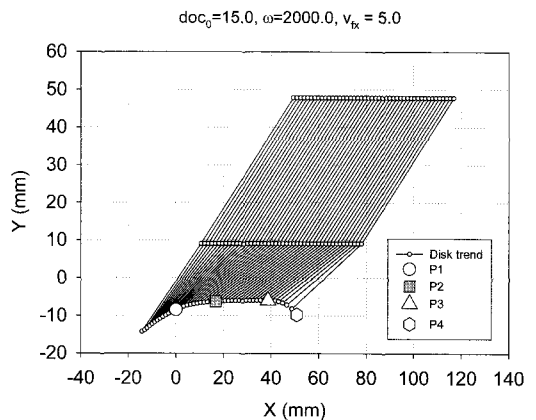 doc₀=15.0, ω=2000.0, v_fx = 5.0
60
50
40
30
20
10
0
-10
-20
Y (mm)
-40 -20 0 20 40 60 80 100 120 140
X (mm)
Disk trend
P1
P2
P3
P4